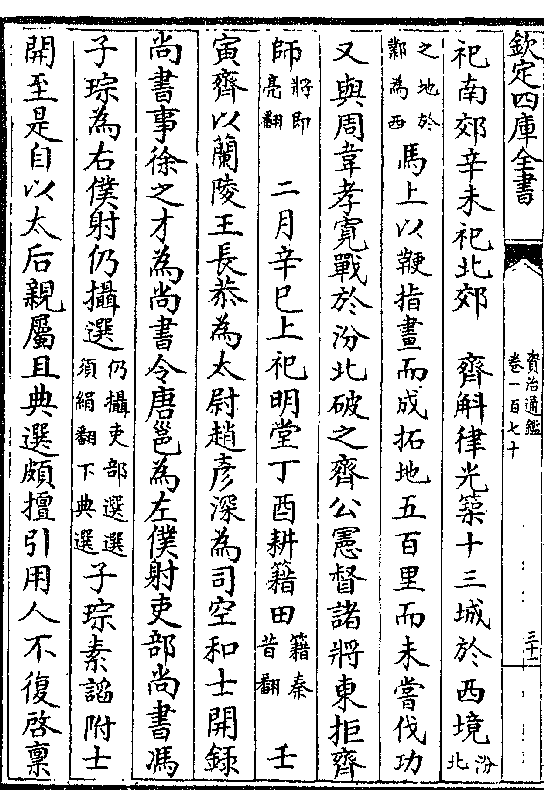 欽定四庫全書
資治通鑑
卷一百七十
三十一
祀南郊辛未祀北郊　齊斛律光築十三城於西境汾北
之地於鄴為西馬上以鞭指畫而成拓地五百里而未嘗伐功
又與周韋孝寛戰於汾北破之齊公憲督諸將東拒齊
師將即亮翻　二月辛巳上祀明堂丁酉耕籍田籍秦昔翻　壬
寅齊以蘭陵王長恭為太尉趙彦深為司空和士開録
尚書事徐之才為尚書令唐邕為左僕射吏部尚書馮
子琮為右僕射仍攝選仍攝吏部選選須絹翻下典選子琮素諂附士
開至是自以太后親屬且典選頗擅引用人不復啓禀